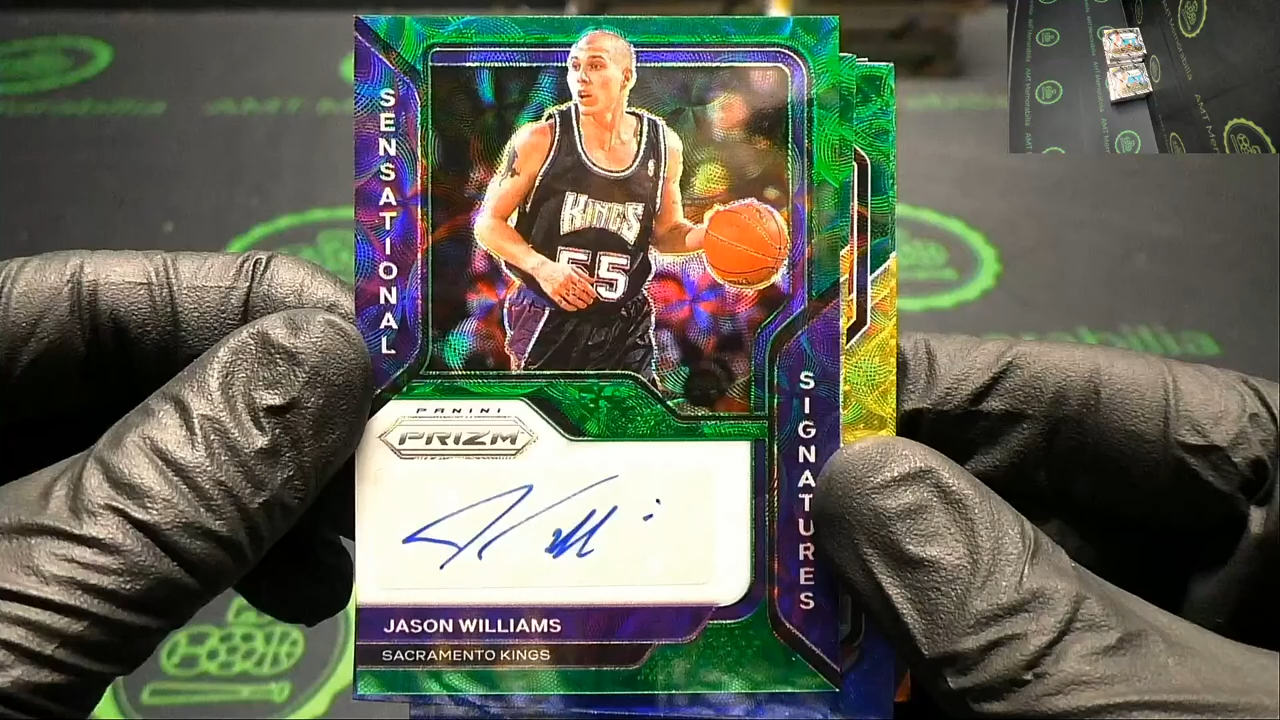 SENSATIONAL
KINGS
55
SIGNATURES
PANINI
PRIZM
JASON WILLIAMS
SACRAMENTO KINGS
AMT Memorabilia